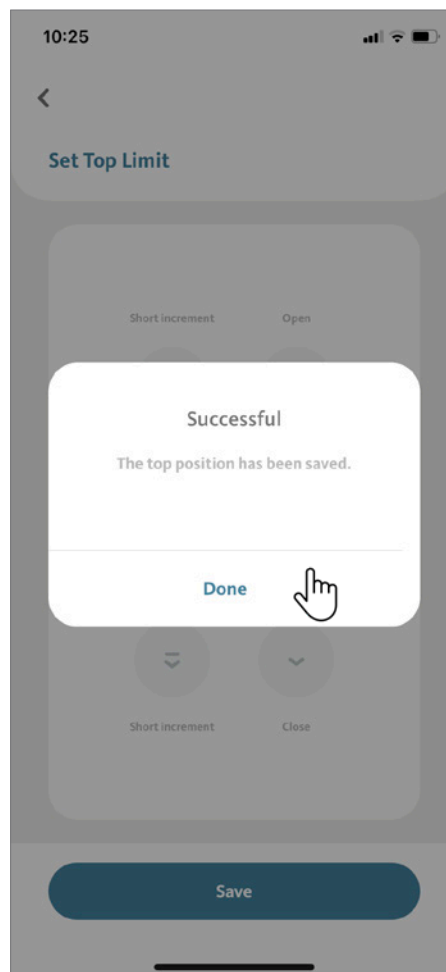 10:25
Set Top Limit
Short increment Open
Successful
The top position has been saved.
Done
Short increment Close
Save